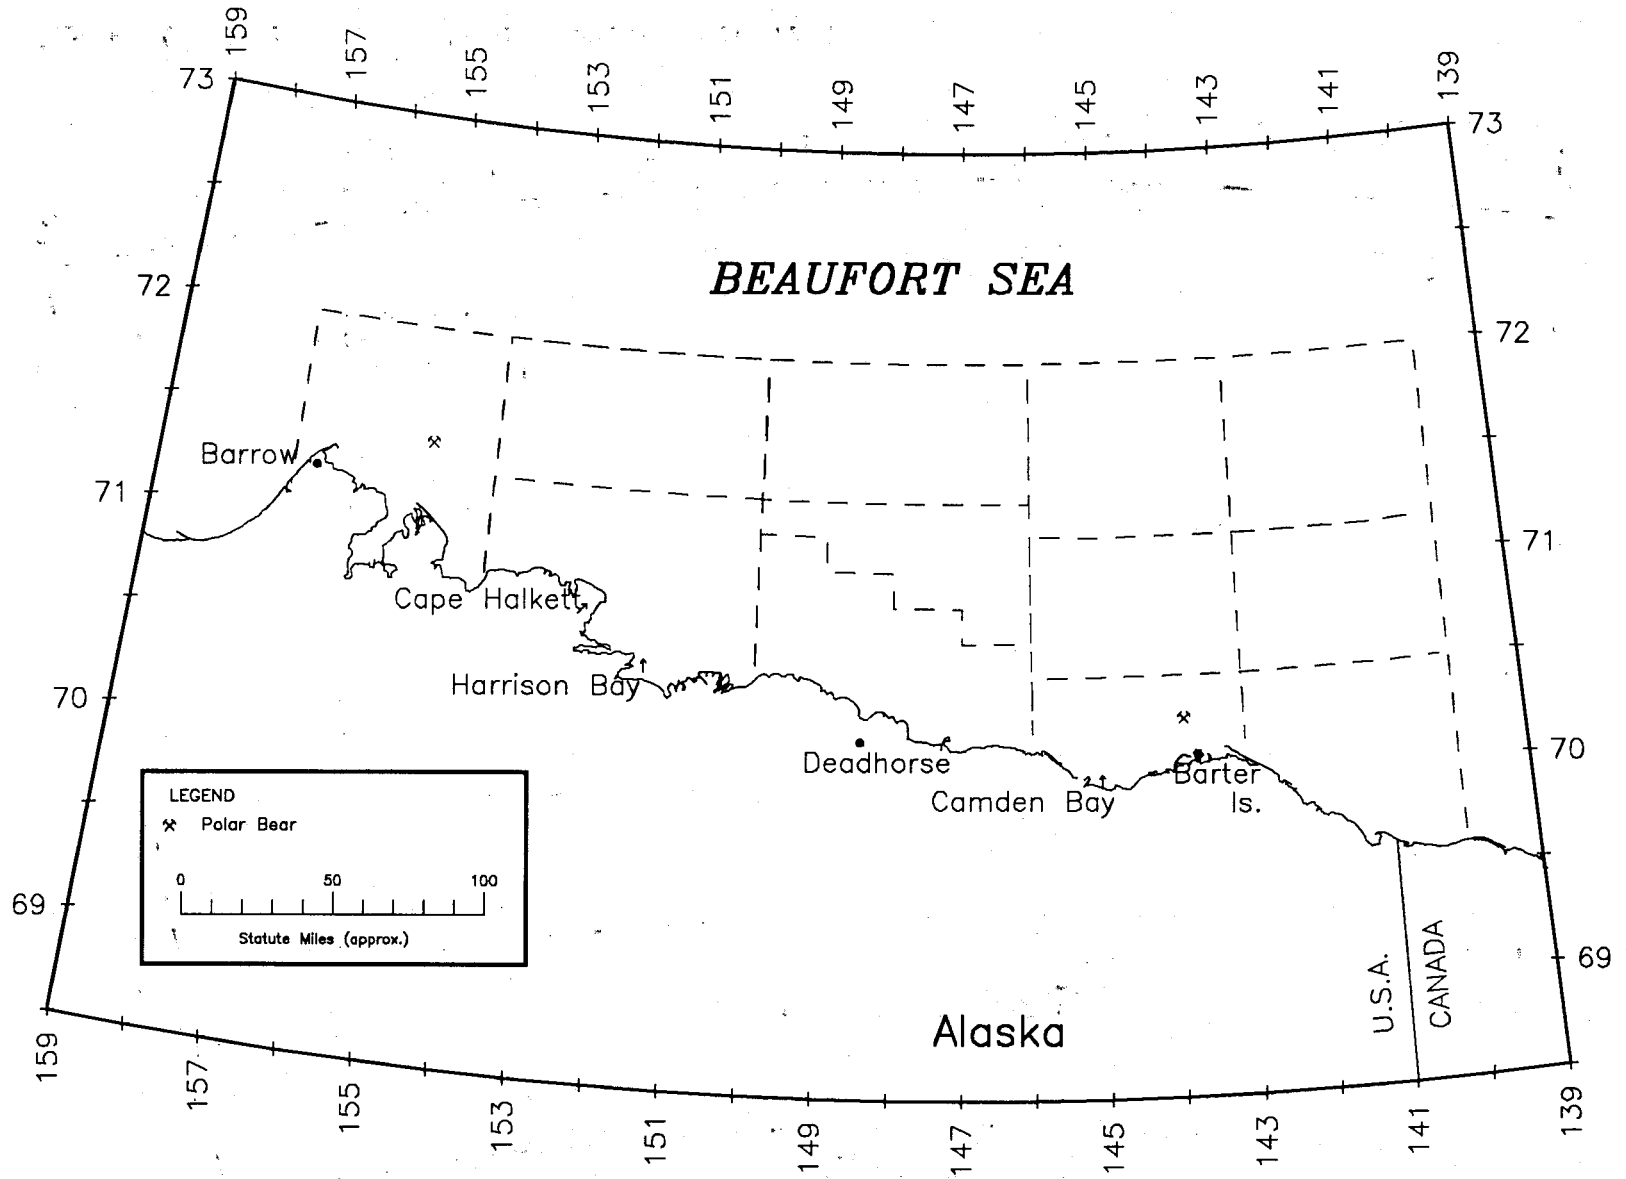 159
157
155
153
151
149
147
145
143
141
139
73
73
BEAUFORT SEA
72
72
Barrow
71
71
Cape Halkett
Harrison Bay
70
70
Deadhorse
Camden Bay
Barter
Is.
LEGEND
Polar Bear
0 50 100
Statute Miles (approx.)
69
69
U.S.A.
CANADA
Alaska
159
157
155
153
151
149
147
145
143
141
139